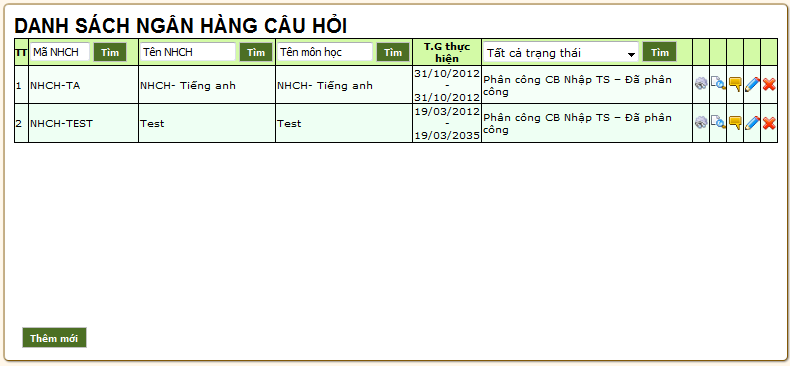 DANH SÁCH NGÂN HÀNG CÂU HỎI
TT Mã NHCH Tìm Tên NHCH Tìm Tên môn học Tìm T.G thực hiện Tất cả trạng thái Tìm
1 NHCH-TA NHCH- Tiếng anh NHCH- Tiếng anh 31/10/2012 - 31/10/2012 Phân công CB Nhập TS – Đã phân công
2 NHCH-TEST Test Test 19/03/2012 - 19/03/2035 Phân công CB Nhập TS – Đã phân công
Thêm mới